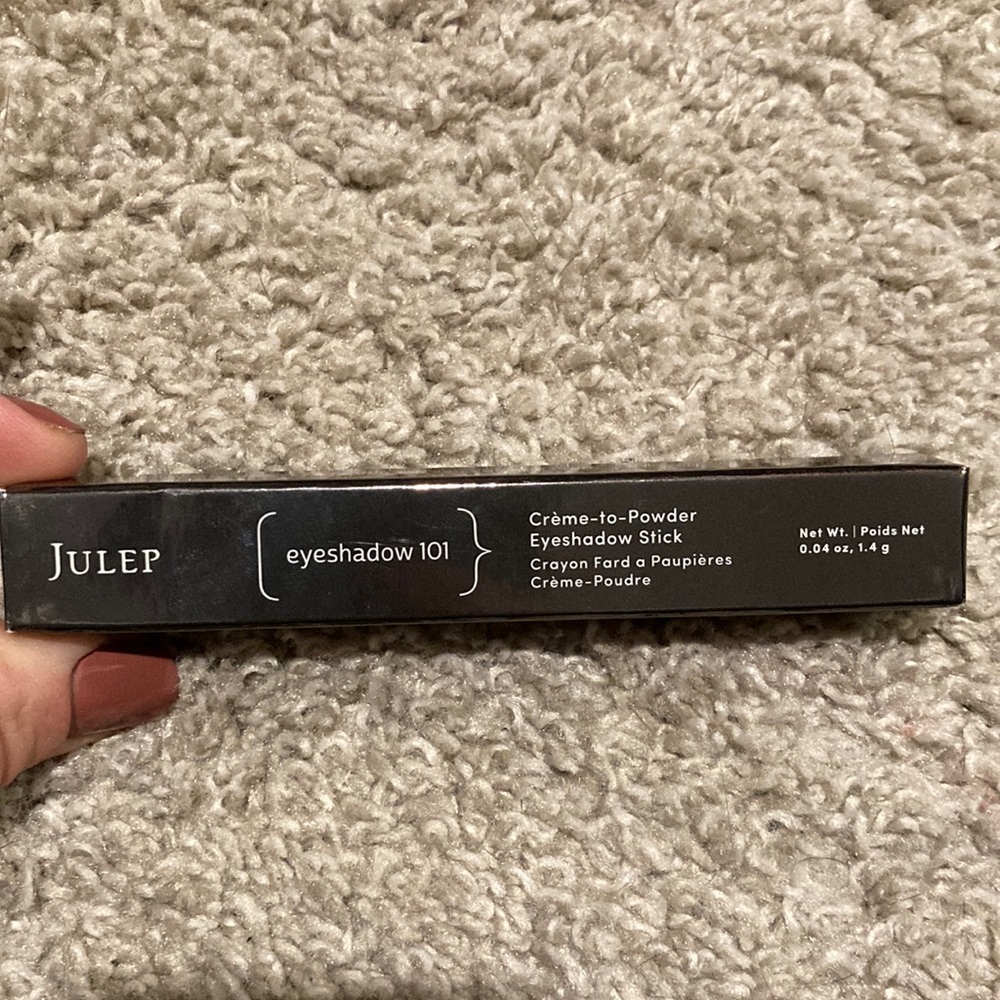 JULEP
eyeshadow 101
Crème-to-Powder
Eyeshadow Stick
Crayon Fard a Paupières
Crème-Poudre
Net Wt. | Poids Net
0.04 oz, 1.4 g